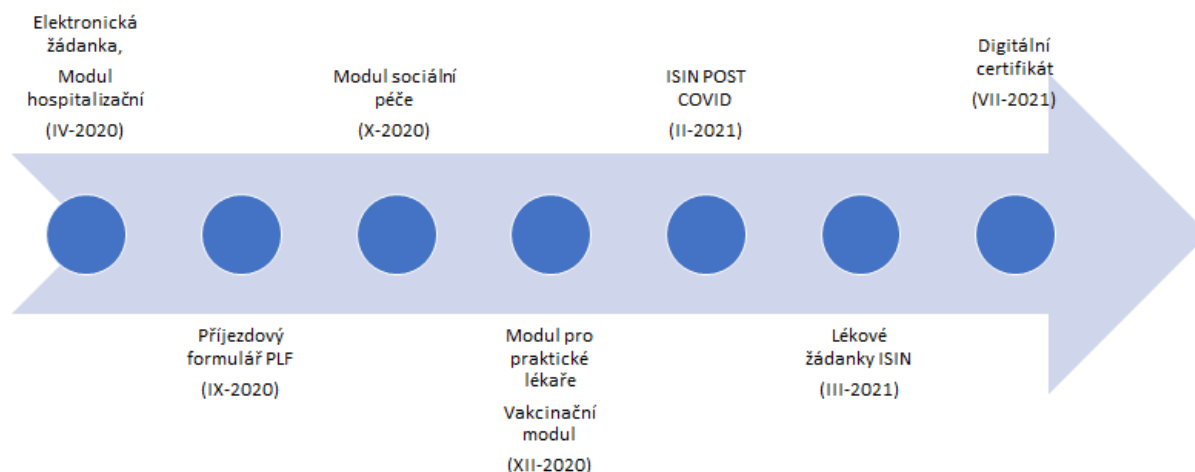 Elektronická
žádanka,
Modul
hospitalizační
(IV-2020)
Příjezdový
formulář PLF
(IX-2020)
Modul sociální
péče
(X-2020)
Modul pro
praktické
lékaře
Vakcinační
modul
(XII-2020)
ISIN POST
COVID
(II-2021)
Lékové
žádanky ISIN
(III-2021)
Digitální
certifikát
(VII-2021)